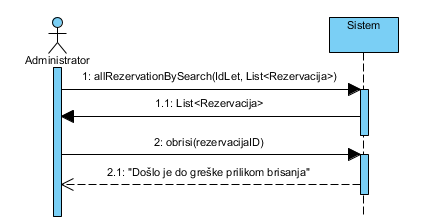 Sistem
Administrator
1: allRezervationBySearch(IdLet, List<Rezervacija>)
1.1: List<Rezervacija>
2: obrisi(rezervacijaID)
2.1: "Došlo je do greške prilikom brisanja"